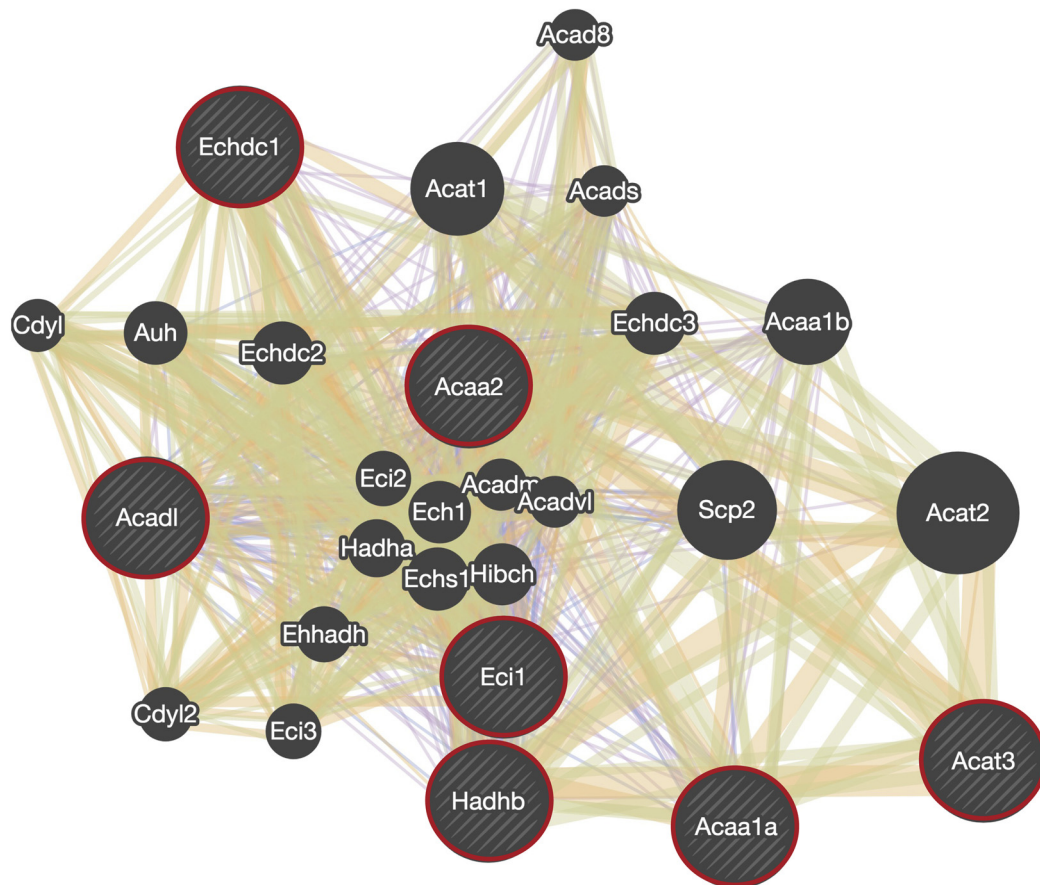 Acad8
Echdc1
Acat1
Acads
Cdyl
Auh
Echdc2
Echdc3
Acaa1b
Acaa2
Eci2
Acadm
Acadvl
Ech1
Acadl
Scp2
Acat2
Hadha
Echs1
Hibch
Ehhadh
Eci1
Cdyl2
Eci3
Acat3
Hadhb
Acaa1a